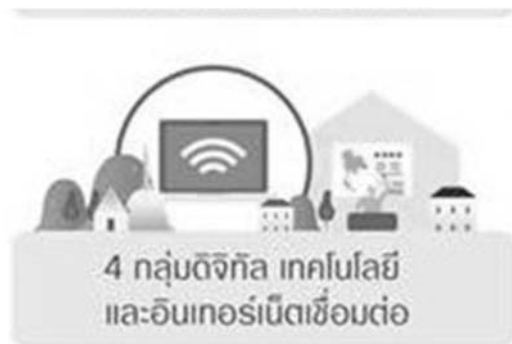 4 กลุ่มดิจิทัล เทคโนโลยี
และอินเทอร์เน็ตเชื่อมต่อ